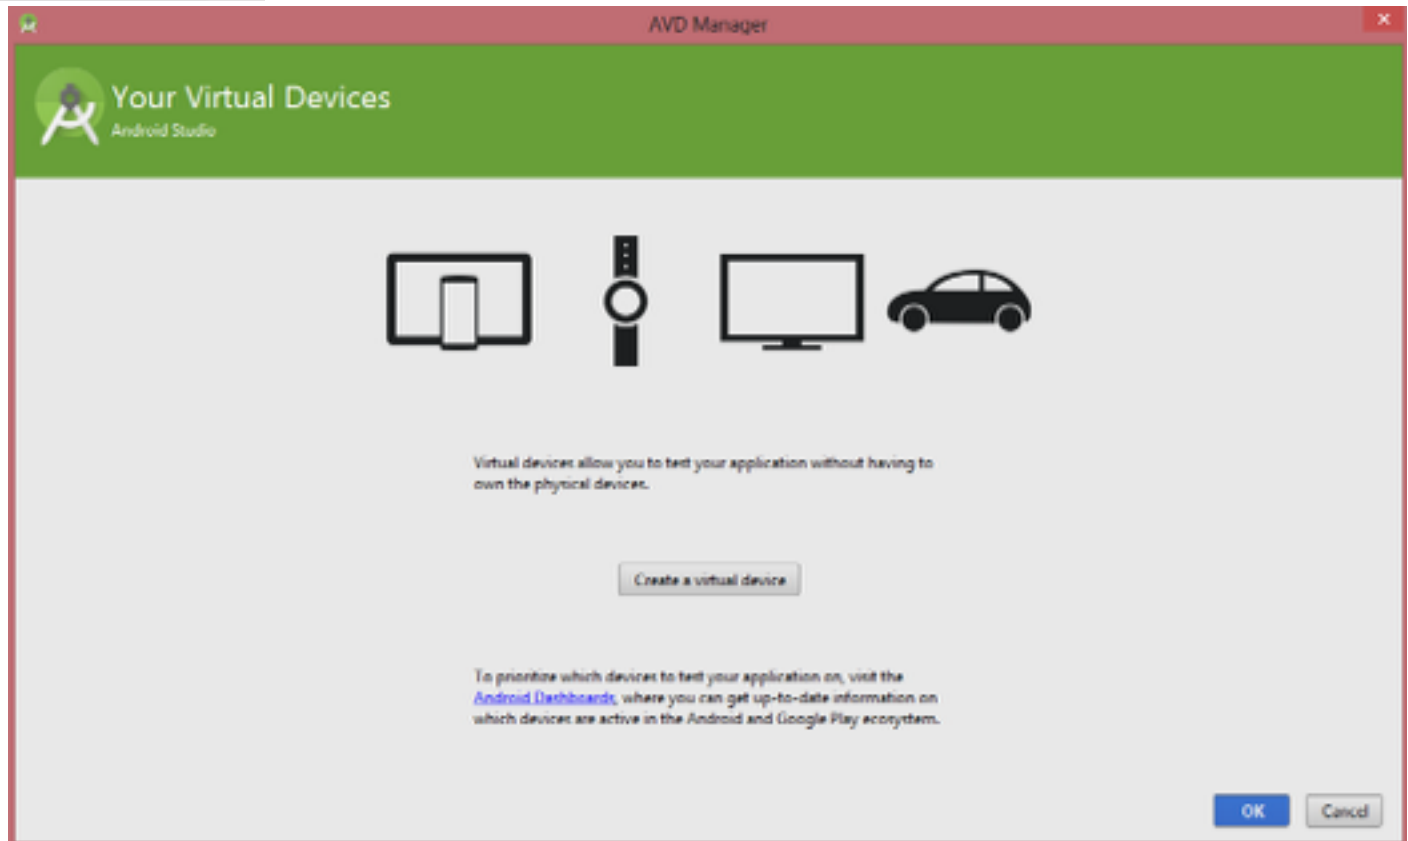 AVD Manager
Your Virtual Devices
Android Studio
Virtual devices allow you to test your application without having to
own the physical devices.
Create a virtual device
To prioritize which devices to test your application on, visit the
Android Dashboards, where you can get up-to-date information on
which devices are active in the Android and Google Play ecosystem.
OK
Cancel